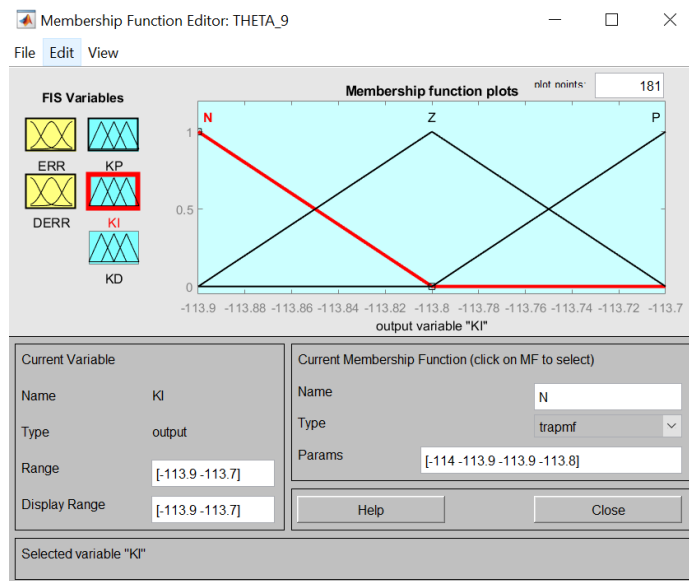 Membership Function Editor: THETA_9
File Edit View
FIS Variables
ERR KP
DERR KI
KD
Membership function plots plot points: 181
N Z P
1
0.5
0
-113.9 -113.88 -113.86 -113.84 -113.82 -113.8 -113.78 -113.76 -113.74 -113.72 -113.7
output variable "KI"
Current Variable
Name KI
Type output
Range [-113.9 -113.7]
Display Range [-113.9 -113.7]
Current Membership Function (click on MF to select)
Name N
Type trapmf
Params [-114 -113.9 -113.9 -113.8]
Help Close
Selected variable "KI"